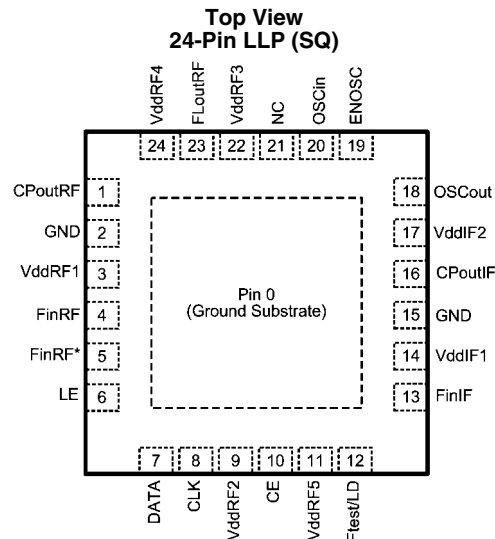 Top View
24-Pin LLP (SQ)
VddRF4 FLoutRF VddRF3 NC OSCin ENOSC
24 23 22 21 20 19
CPoutRF 1 18 OSCout
GND 2 17 VddIF2
VddRF1 3 16 CPoutIF
Pin 0
(Ground Substrate)
FinRF 4 15 GND
FinRF* 5 14 VddIF1
LE 6 13 FinIF
7 8 9 10 11 12
DATA CLK VddRF2 CE VddRF5 Ftest/LD